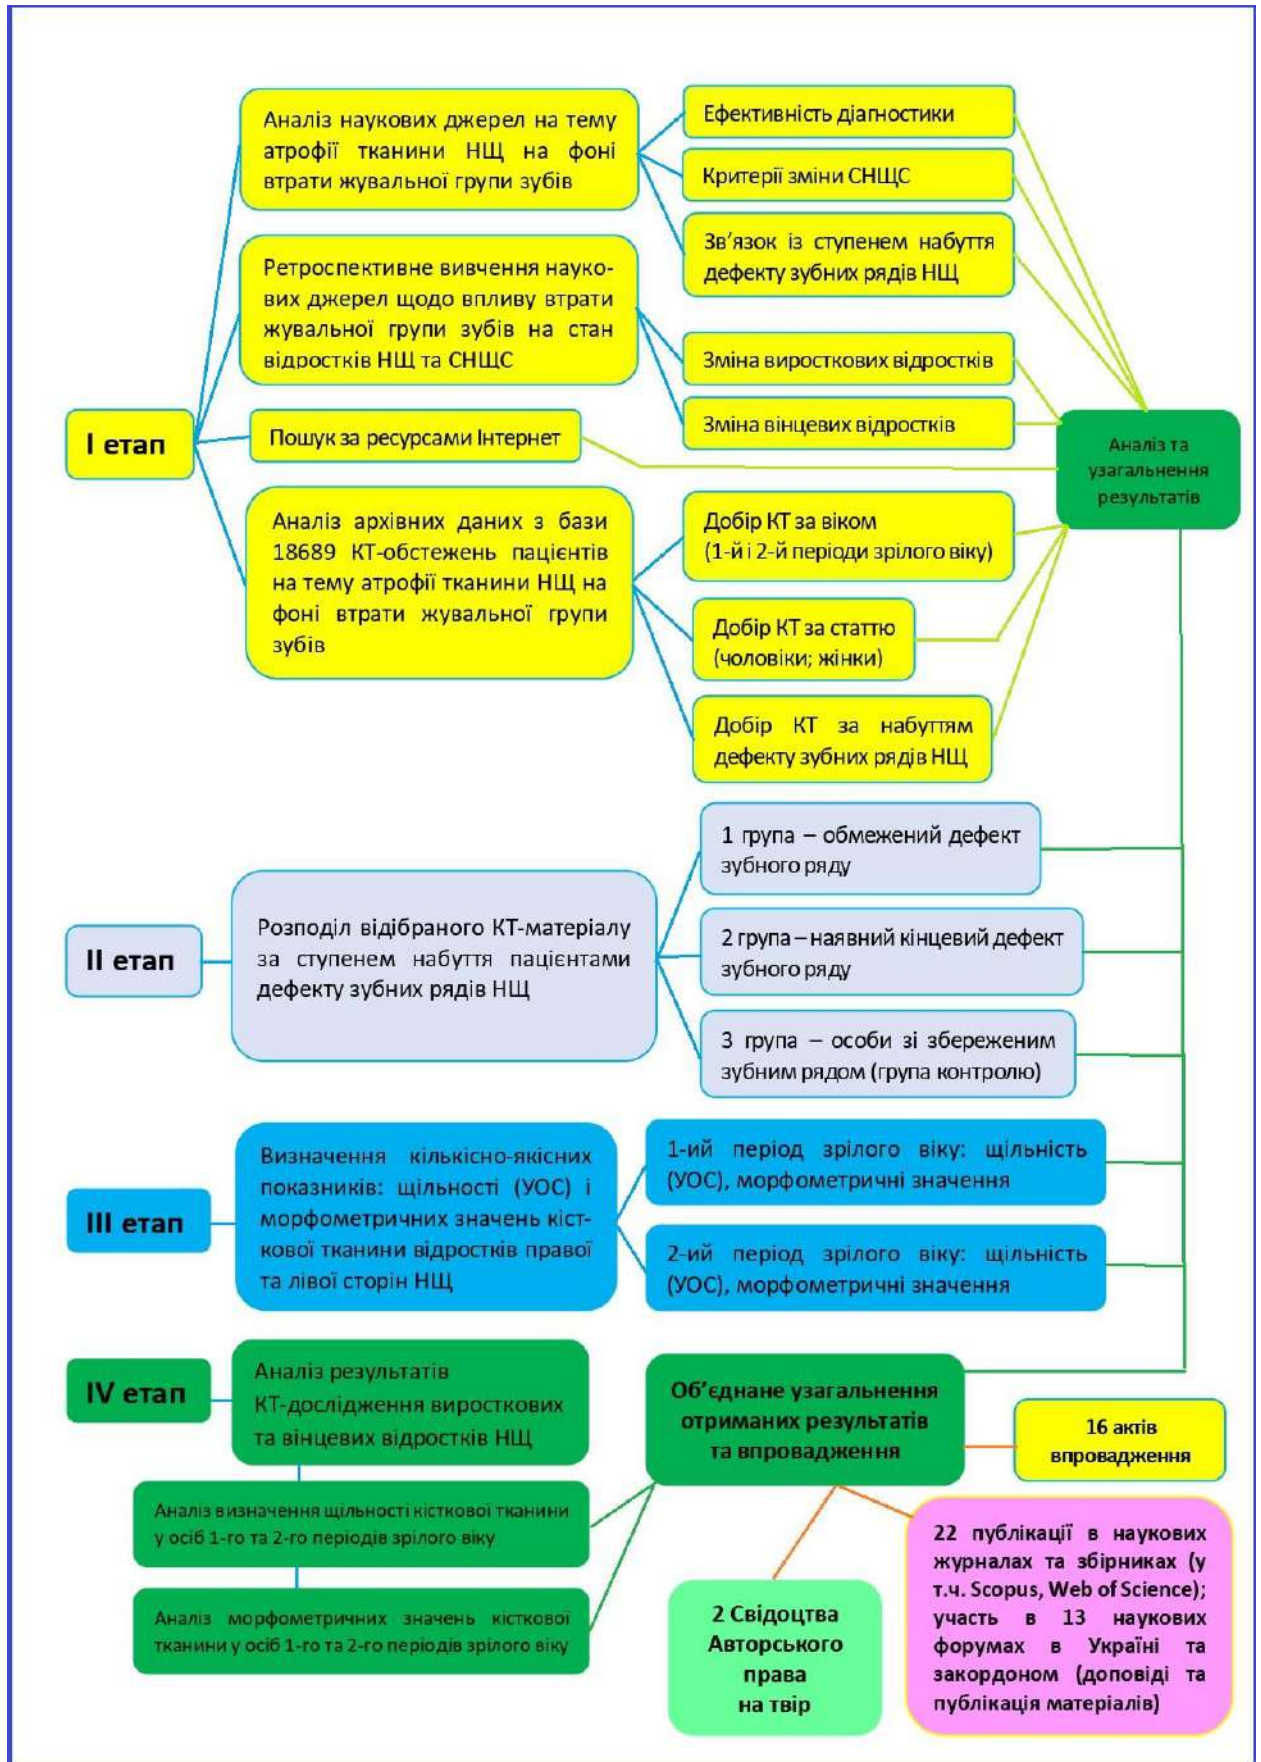 Аналіз наукових джерел на тему
атрофії тканини НЩ на фоні
втрати жувальної групи зубів
Ефективність діагностики
Критерії зміни СНЩС
Зв’язок із ступенем набуття
дефекту зубних рядів НЩ
Ретроспективне вивчення науко-
вих джерел щодо впливу втрати
жувальної групи зубів на стан
відростків НЩ та СНЩС
Зміна виросткових відростків
Зміна вінцевих відростків
І етап
Пошук за ресурсами Інтернет
Аналіз та
узагальнення
результатів
Аналіз архівних даних з бази
18689 КТ-обстежень пацієнтів
на тему атрофії тканини НЩ на
фоні втрати жувальної групи
зубів
Добір КТ за віком
(1-й і 2-й періоди зрілого віку)
Добір КТ за статтю
(чоловіки; жінки)
Добір КТ за набуттям
дефекту зубних рядів НЩ
ІІ етап
Розподіл відібраного КТ-матеріалу
за ступенем набуття пацієнтами
дефекту зубних рядів НЩ
1 група – обмежений дефект
зубного ряду
2 група – наявний кінцевий дефект
зубного ряду
3 група – особи зі збереженим
зубним рядом (група контролю)
ІІІ етап
Визначення кількісно-якісних
показників: щільності (УОС) і
морфометричних значень кіст-
кової тканини відростків правої
та лівої сторін НЩ
1-ий період зрілого віку: щільність
(УОС), морфометричні значення
2-ий період зрілого віку: щільність
(УОС), морфометричні значення
IV етап
Аналіз результатів
КТ-дослідження виросткових
та вінцевих відростків НЩ
Аналіз визначення щільності кісткової тканини
у осіб 1-го та 2-го періодів зрілого віку
Аналіз морфометричних значень кісткової
тканини у осіб 1-го та 2-го періодів зрілого віку
Об’єднане узагальнення
отриманих результатів
та впровадження
16 актів
впровадження
2 Свідоцтва
Авторського
права
на твір
22 публікації в наукових
журналах та збірниках (у
т.ч. Scopus, Web of Science);
участь в 13 наукових
форумах в Україні та
закордоном (доповіді та
публікація матеріалів)